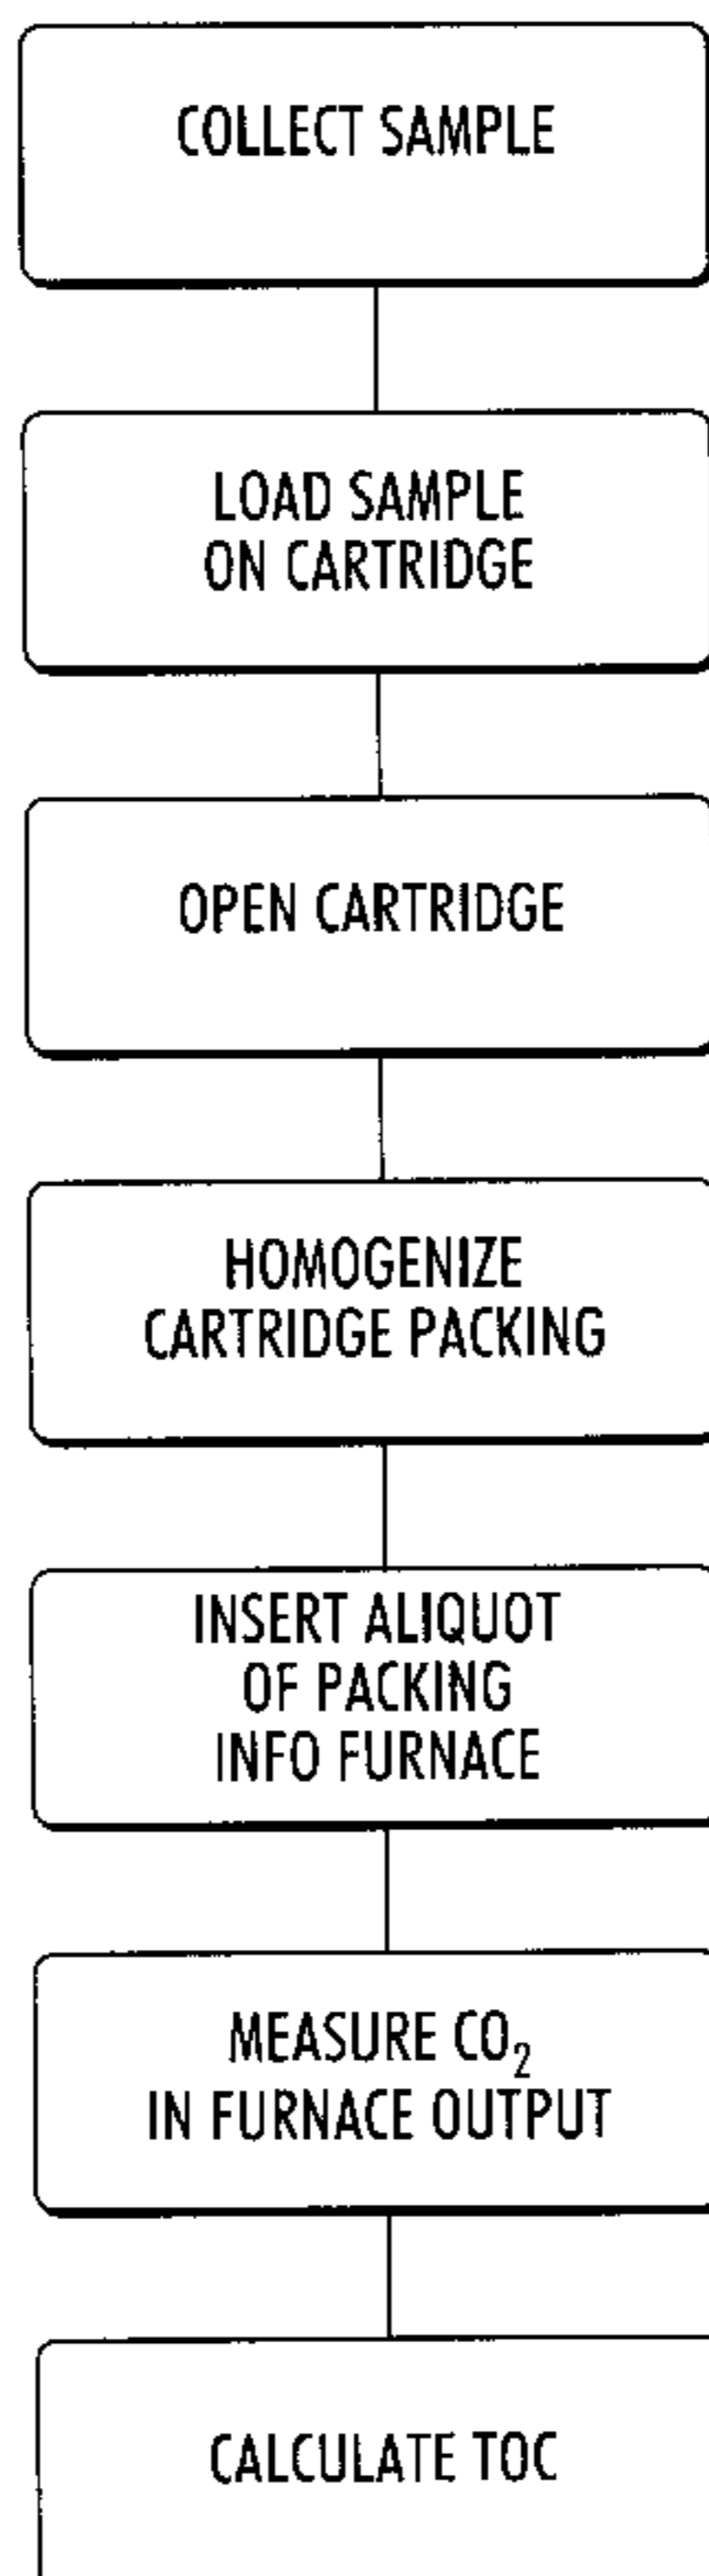 COLLECT SAMPLE
LOAD SAMPLE
ON CARTRIDGE
OPEN CARTRIDGE
HOMOGENIZE
CARTRIDGE PACKING
INSERT ALIQUOT
OF PACKING
INFO FURNACE
MEASURE CO₂
IN FURNACE OUTPUT
CALCULATE TOC